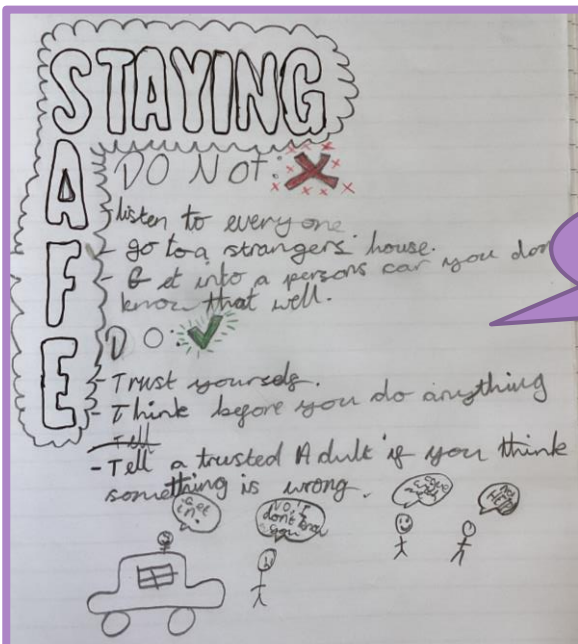 STAYING
SAFE
DO Not:
- listen to everyone.
- go to a strangers house.
- Get into a persons car you don
know that well.
DO:
- Trust yourself.
- Think before you do anything
Tell
- Tell a trusted Adult if you think
something is wrong.
Get
in.
NO, I
don't know
you